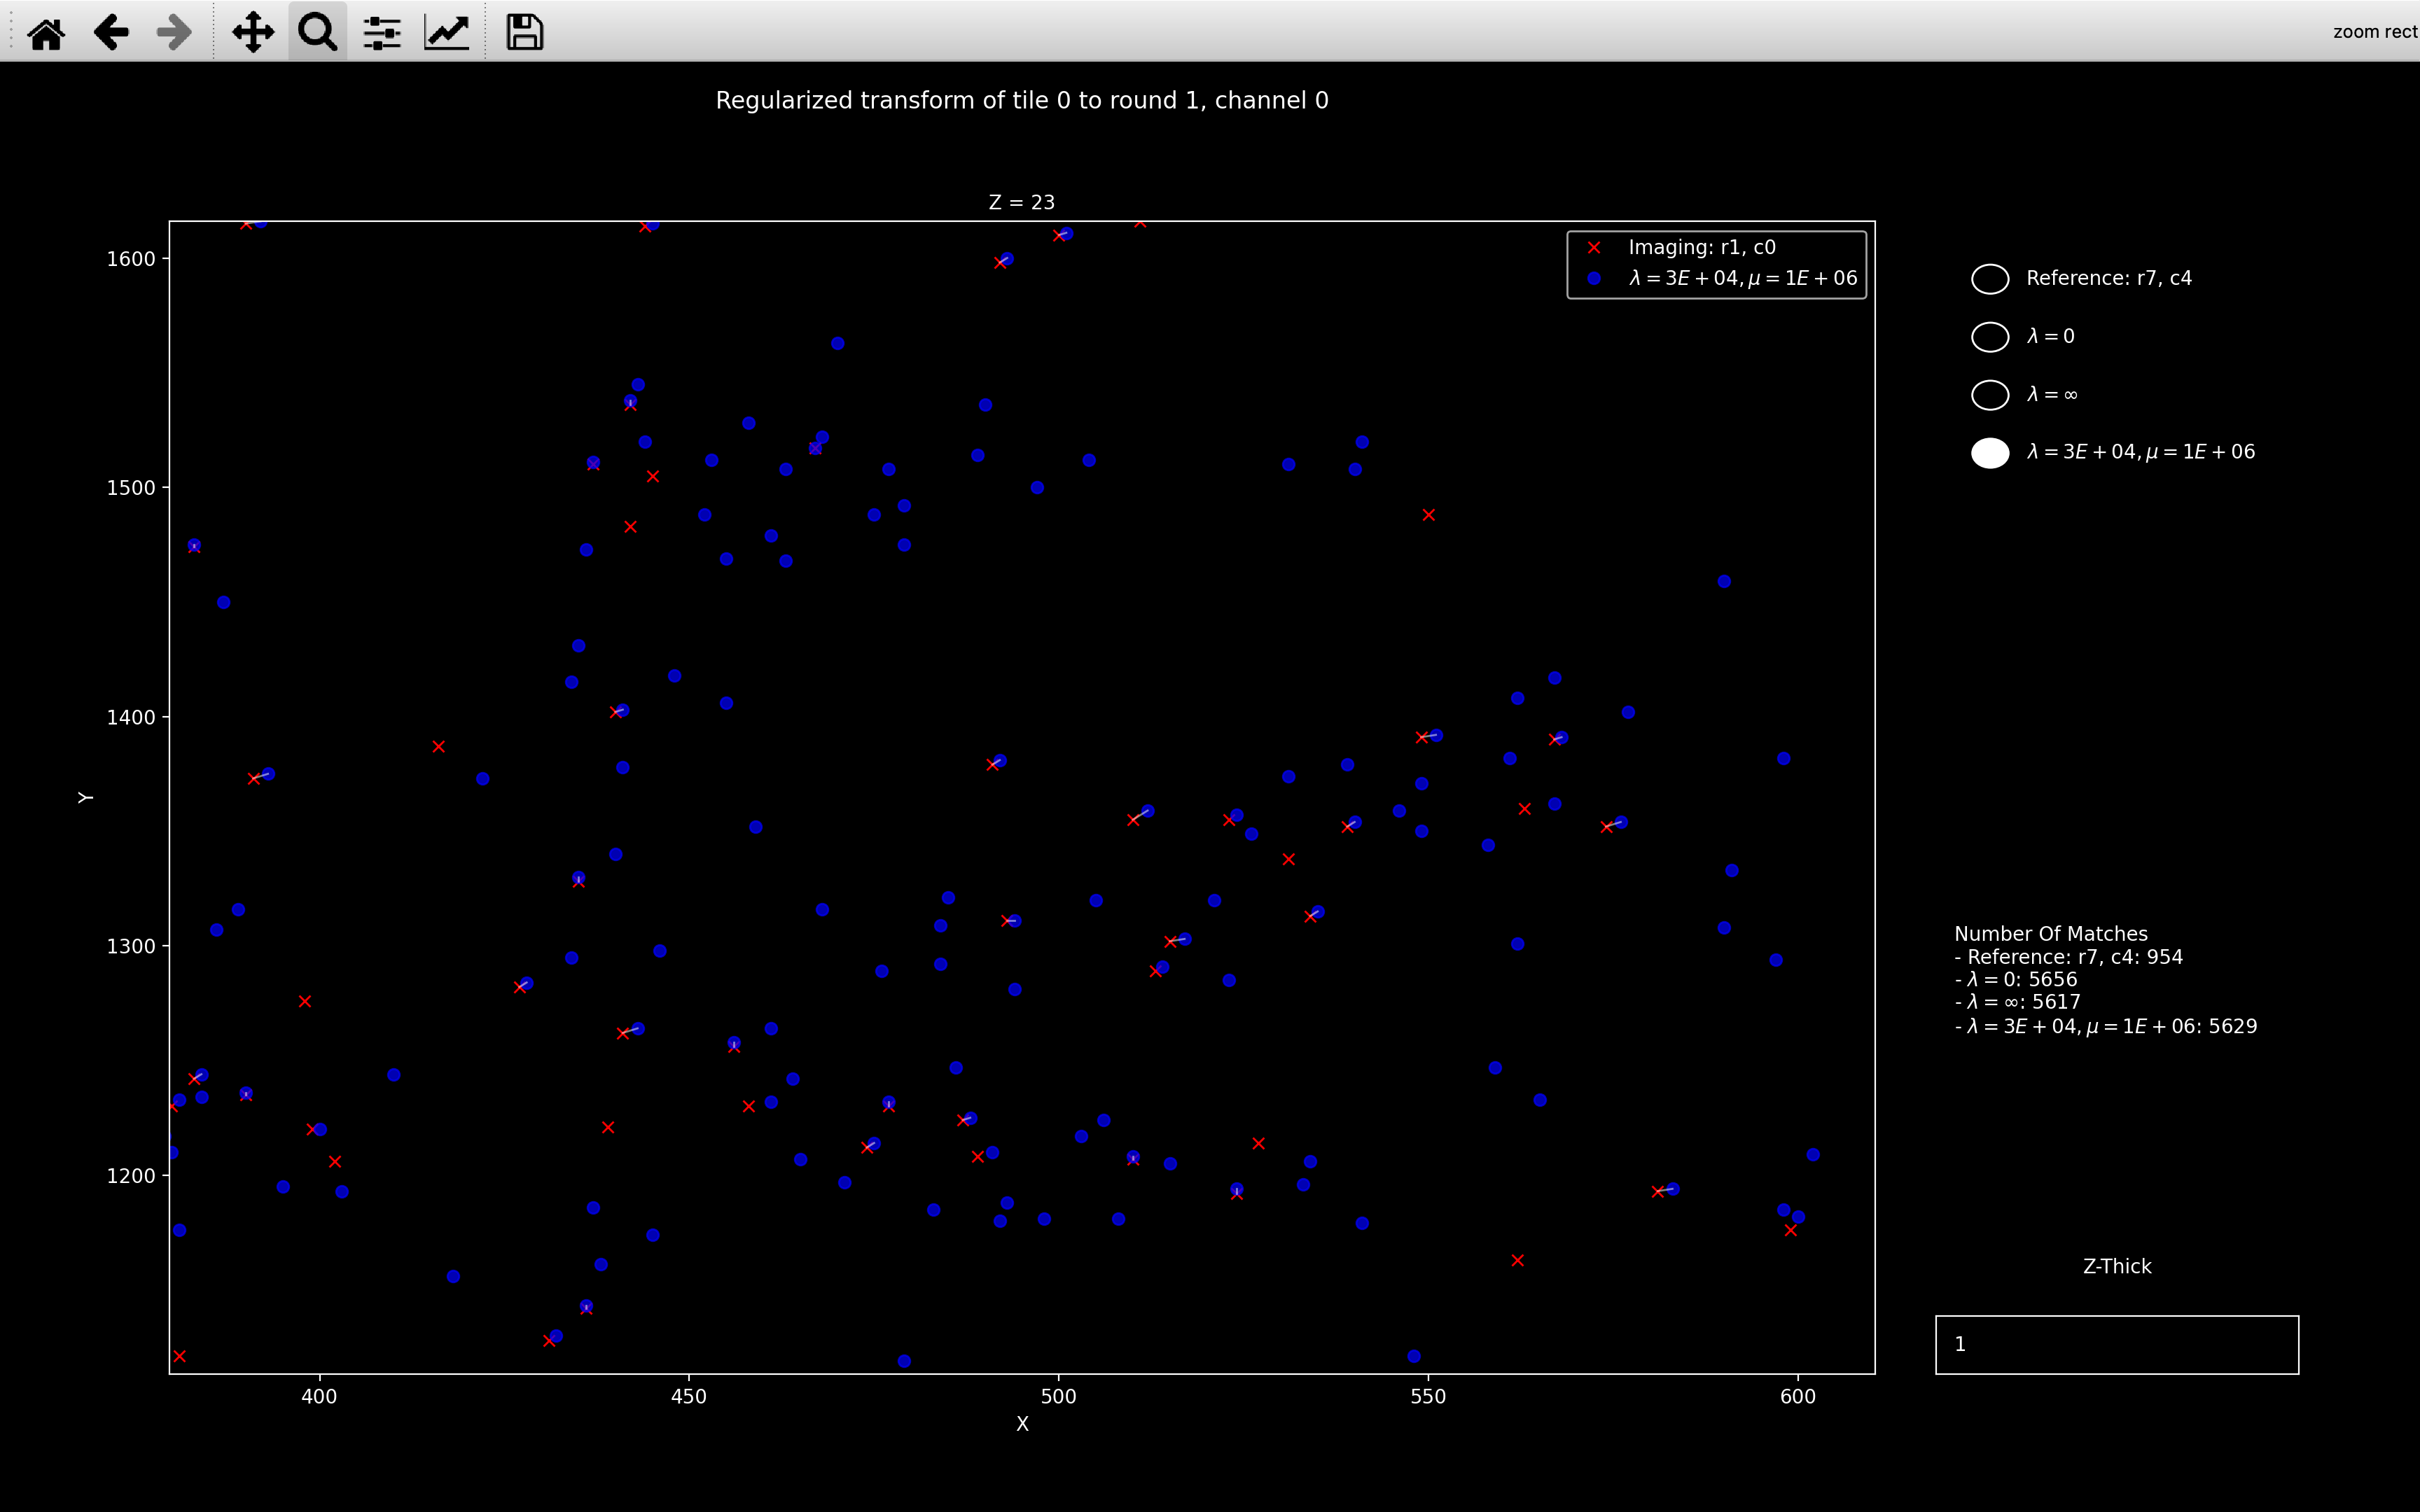 zoom rect
Regularized transform of tile 0 to round 1, channel 0
Z = 23
Imaging: r1, c0
λ = 3E + 04, μ = 1E + 06
1600
1500
1400
1300
1200
Y
400 450 500 550 600
X
Reference: r7, c4
λ = 0
λ = ∞
λ = 3E + 04, μ = 1E + 06
Number Of Matches
- Reference: r7, c4: 954
- λ = 0: 5656
- λ = ∞: 5617
- λ = 3E + 04, μ = 1E + 06: 5629
Z-Thick
1